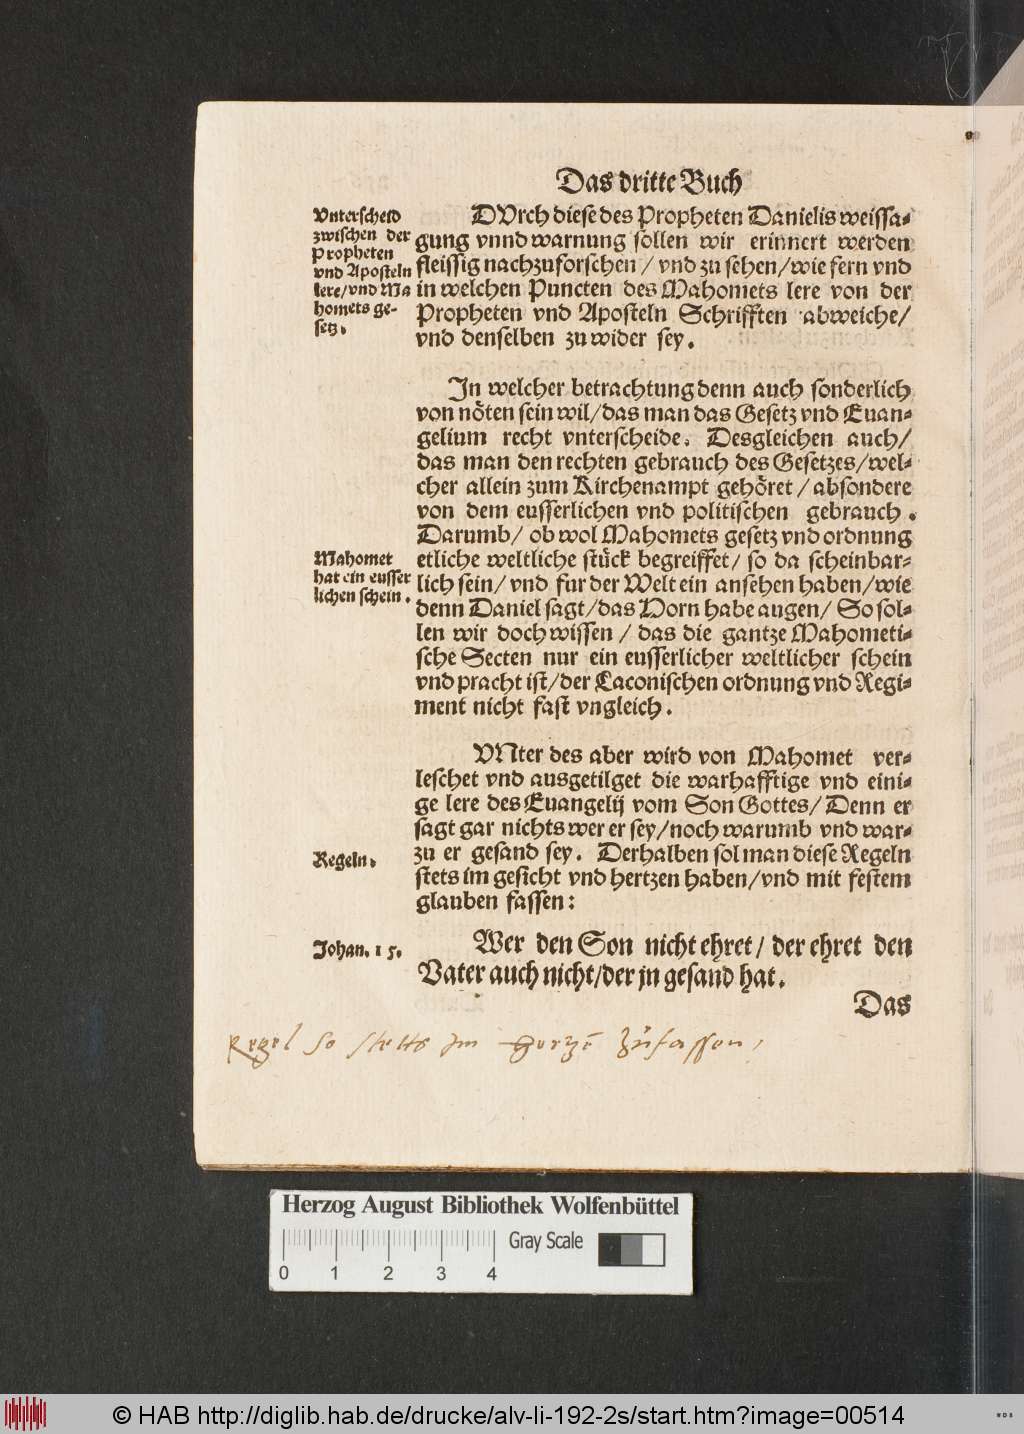 Das dritte Buch
Vnterscheid
zwischen der
Propheten
vnd Aposteln
lere/vnd Ma
homets ge-
setz.
DVrch diese des Propheten Danielis weissa-
gung vnnd warnung sollen wir erinnert werden
fleissig nachzuforschen / vnd zu sehen/wie fern vnd
in welchen Puncten des Mahomets lere von der
Propheten vnd Aposteln Schrifften abweiche/
vnd denselben zu wider sey.
In welcher betrachtung denn auch sonderlich
von nöten sein wil/das man das Gesetz vnd Euan-
gelium recht vnterscheide. Desgleichen auch/
das man den rechten gebrauch des Gesetzes/wel-
cher allein zum Kirchenampt gehöret / absondere
von dem eusserlichen vnd politischen gebrauch.
Darumb/ ob wol Mahomets gesetz vnd ordnung
Mahomet
hat ein eusser
lichen schein.
etliche weltliche stück begreiffet/ so da scheinbar-
lich sein/ vnd fur der Welt ein ansehen haben/wie
denn Daniel sagt/das Horn habe augen/ So sol-
len wir doch wissen / das die gantze Mahometi-
sche Secten nur ein eusserlicher weltlicher schein
vnd pracht ist/der Laconischen ordnung vnd Regi-
ment nicht fast vngleich.
VNter des aber wird von Mahomet ver-
leschet vnd ausgetilget die warhafftige vnd eini-
ge lere des Euangelij vom Son Gottes/ Denn er
sagt gar nichts wer er sey/noch warumb vnd war-
zu er gesand sey. Derhalben sol man diese Regeln
Regeln.
stets im gesicht vnd hertzen haben/vnd mit festem
glauben fassen:
Johan. 15.
Wer den Son nicht ehret/ der ehret den
Vater auch nicht/der jn gesand hat.
Das
Regel so stetts Im Hertzē zufassen,
Herzog August Bibliothek Wolfenbüttel
Gray Scale
0 1 2 3 4
© HAB http://diglib.hab.de/drucke/alv-li-192-2s/start.htm?image=00514